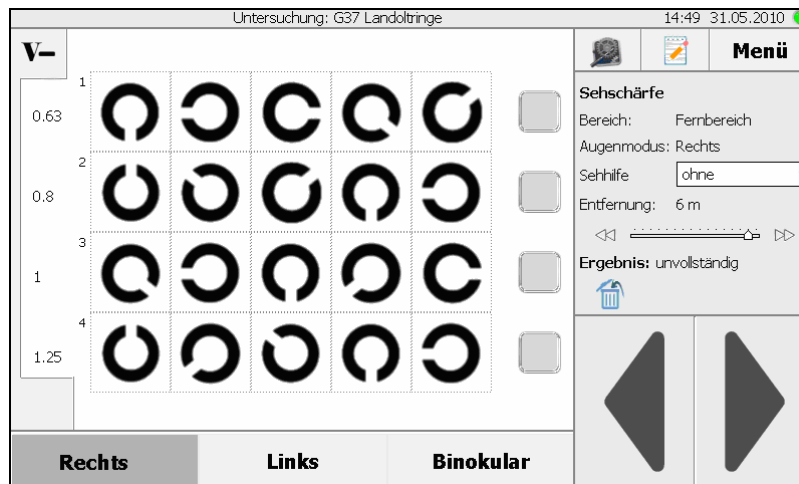 Untersuchung: G37 Landoltringe 14:49 31.05.2010
V–
Menü
1
0.63
2
0.8
3
1
4
1.25
Sehschärfe
Bereich: Fernbereich
Augenmodus: Rechts
Sehhilfe ohne
Entfernung: 6 m
Ergebnis: unvollständig
Rechts Links Binokular